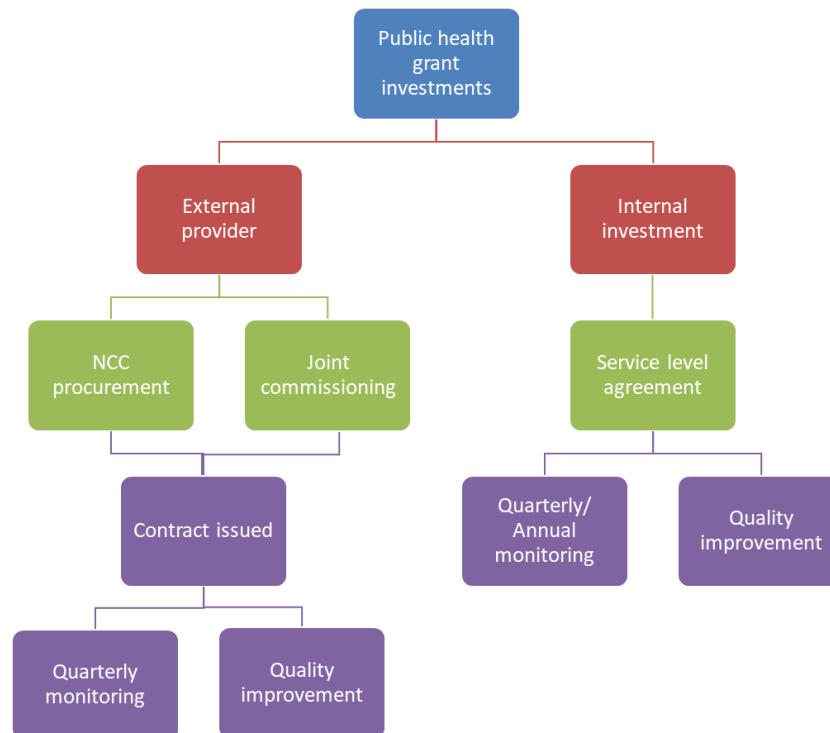 Public health
grant
investments
External
provider
Internal
investment
NCC
procurement
Joint
commissioning
Service level
agreement
Contract issued
Quarterly/
Annual
monitoring
Quality
improvement
Quarterly
monitoring
Quality
improvement